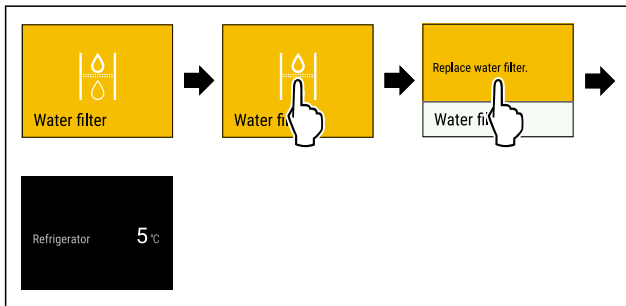 Water filter
Water fi
Replace water filter.
Water fi
Refrigerator 5 °C